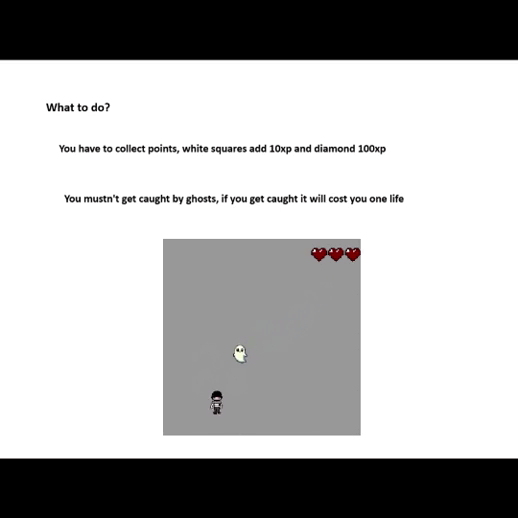 What to do?
You have to collect points, white squares add 10xp and diamond 100xp
You mustn't get caught by ghosts, if you get caught it will cost you one life